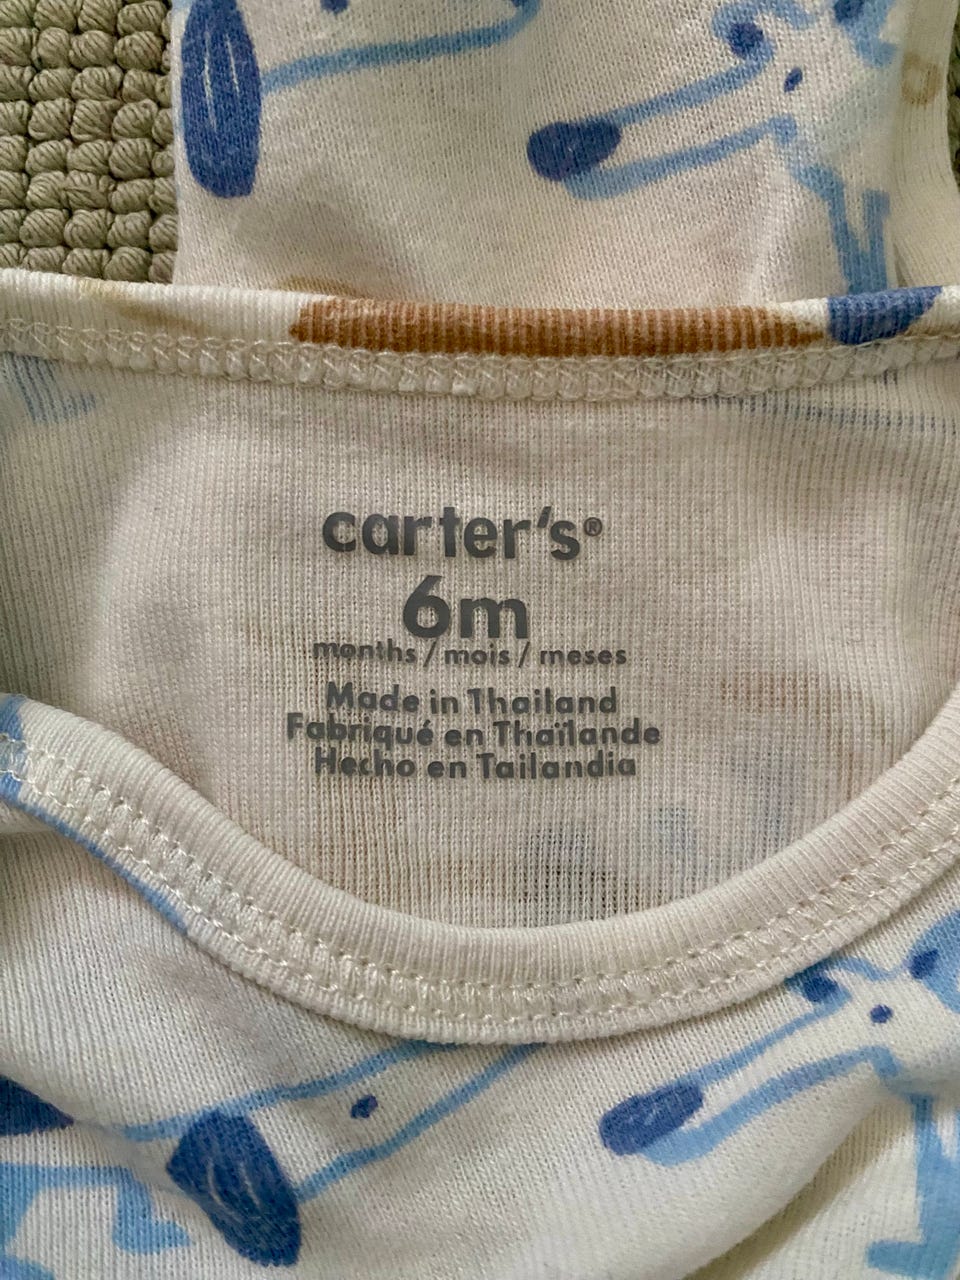 carter's®
6m
months / mois / meses
Made in Thailand
Fabriqué en Thaïlande
Hecho en Tailandia